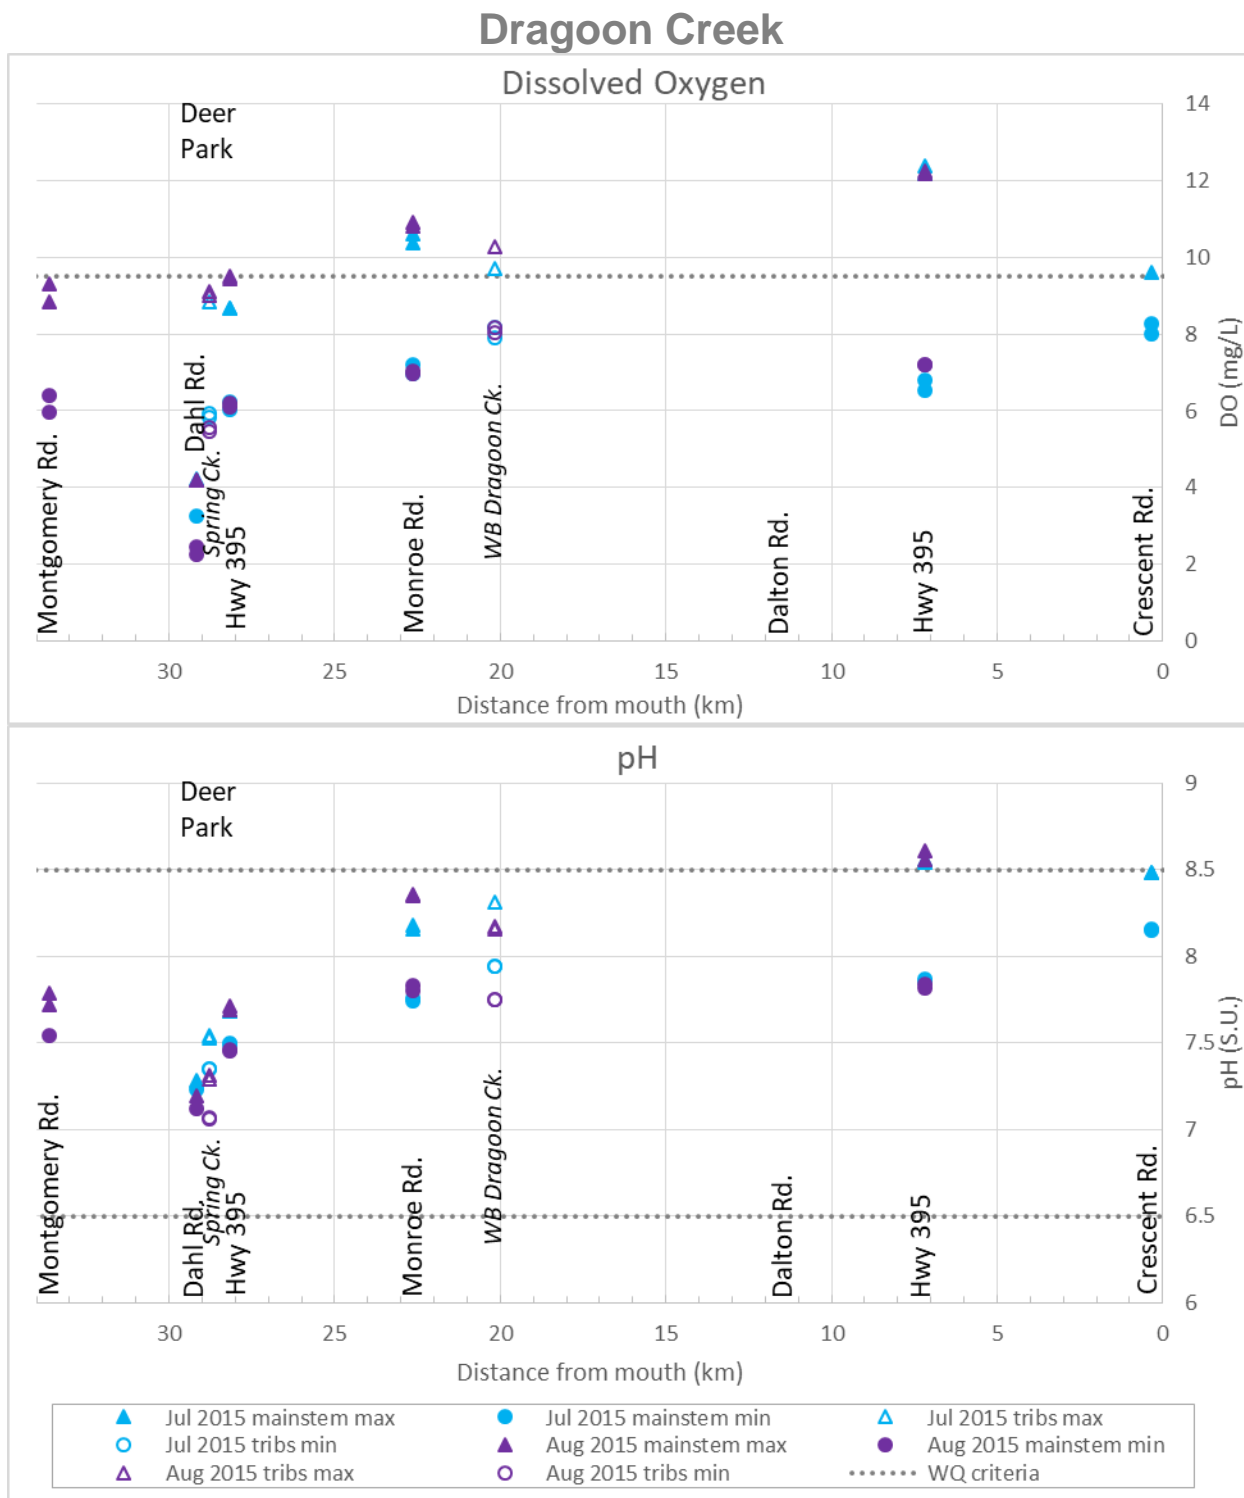 Dragoon Creek
Dissolved Oxygen
Deer
Park
14
12
10
8
6
4
2
0
DO (mg/L)
Montgomery Rd.
Dahl Rd.
Spring Ck.
Hwy 395
Monroe Rd.
WB Dragoon Ck.
Dalton Rd.
Hwy 395
Crescent Rd.
30 25 20 15 10 5 0
Distance from mouth (km)
pH
Deer
Park
9
8.5
8
7.5
7
6.5
6
pH (S.U.)
Montgomery Rd.
Dahl Rd.
Spring Ck.
Hwy 395
Monroe Rd.
WB Dragoon Ck.
Dalton Rd.
Hwy 395
Crescent Rd.
30 25 20 15 10 5 0
Distance from mouth (km)
Jul 2015 mainstem max Jul 2015 mainstem min Jul 2015 tribs max
Jul 2015 tribs min Aug 2015 mainstem max Aug 2015 mainstem min
Aug 2015 tribs max Aug 2015 tribs min WQ criteria